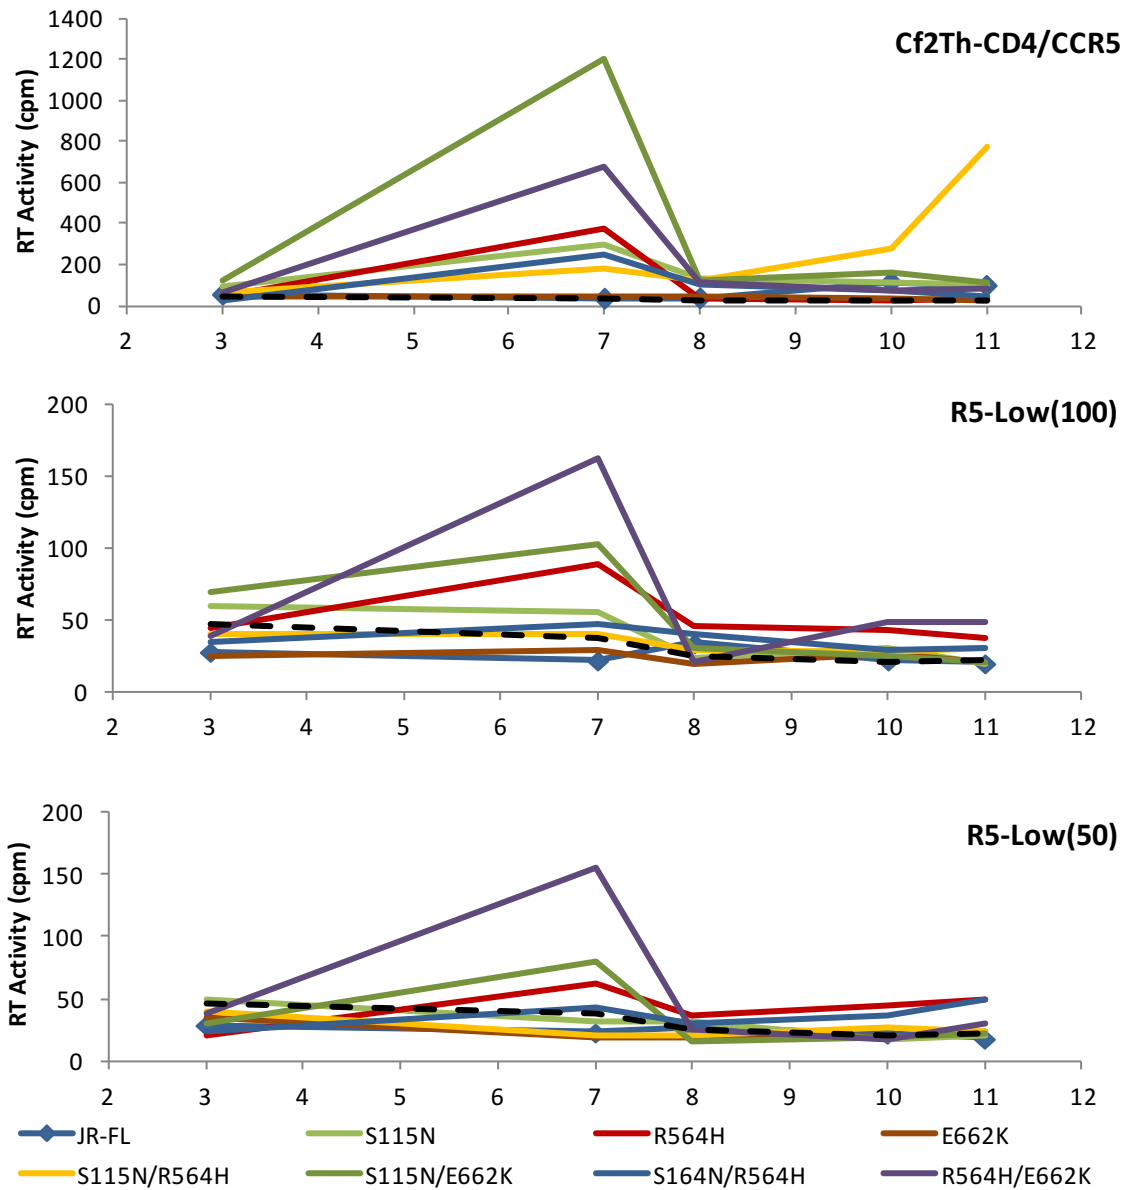 Cf2Th-CD4/CCR5
RT Activity (cpm)
1400
1200
1000
800
600
400
200
0
2 3 4 5 6 7 8 9 10 11 12
R5-Low(100)
RT Activity (cpm)
200
150
100
50
0
2 3 4 5 6 7 8 9 10 11 12
R5-Low(50)
RT Activity (cpm)
200
150
100
50
0
2 3 4 5 6 7 8 9 10 11 12
JR-FL S115N R564H E662K
S115N/R564H S115N/E662K S164N/R564H R564H/E662K